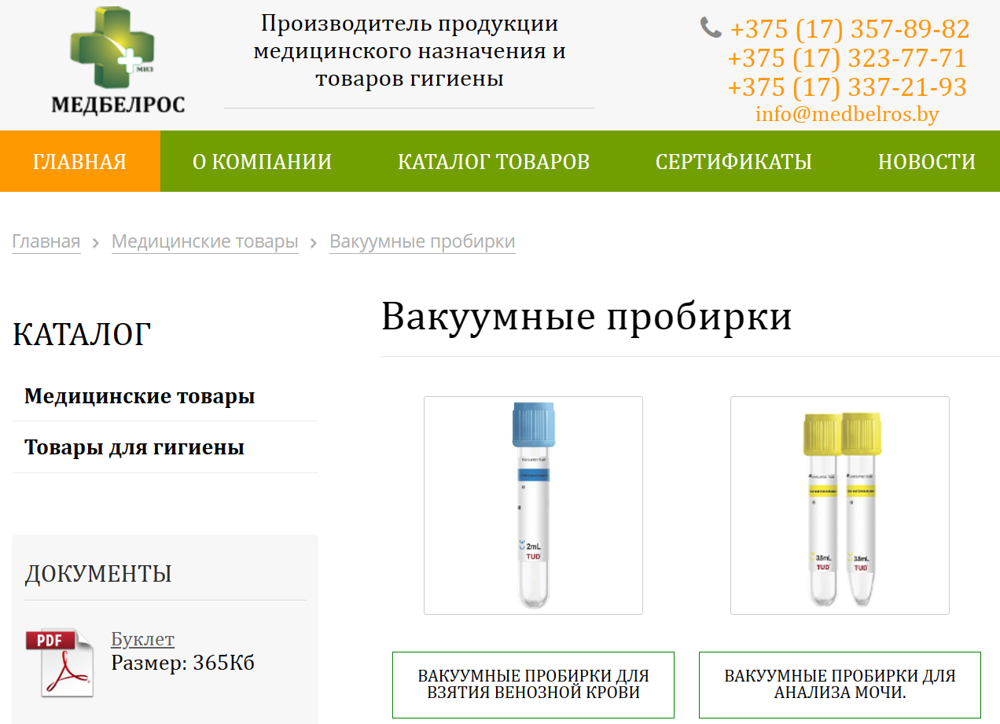 миз
МЕДБЕЛРОС
Производитель продукции
медицинского назначения и
товаров гигиены
+375 (17) 357-89-82
+375 (17) 323-77-71
+375 (17) 337-21-93
info@medbelros.by
ГЛАВНАЯ О КОМПАНИИ КАТАЛОГ ТОВАРОВ СЕРТИФИКАТЫ НОВОСТИ
Главная › Медицинские товары › Вакуумные пробирки
КАТАЛОГ
Медицинские товары
Товары для гигиены
ДОКУМЕНТЫ
PDF
Буклет
Размер: 365Кб
Вакуумные пробирки
2mL
TUD
ВАКУУМНЫЕ ПРОБИРКИ ДЛЯ
ВЗЯТИЯ ВЕНОЗНОЙ КРОВИ
3.5mL 3.5mL
TUD TUD
ВАКУУМНЫЕ ПРОБИРКИ ДЛЯ
АНАЛИЗА МОЧИ.